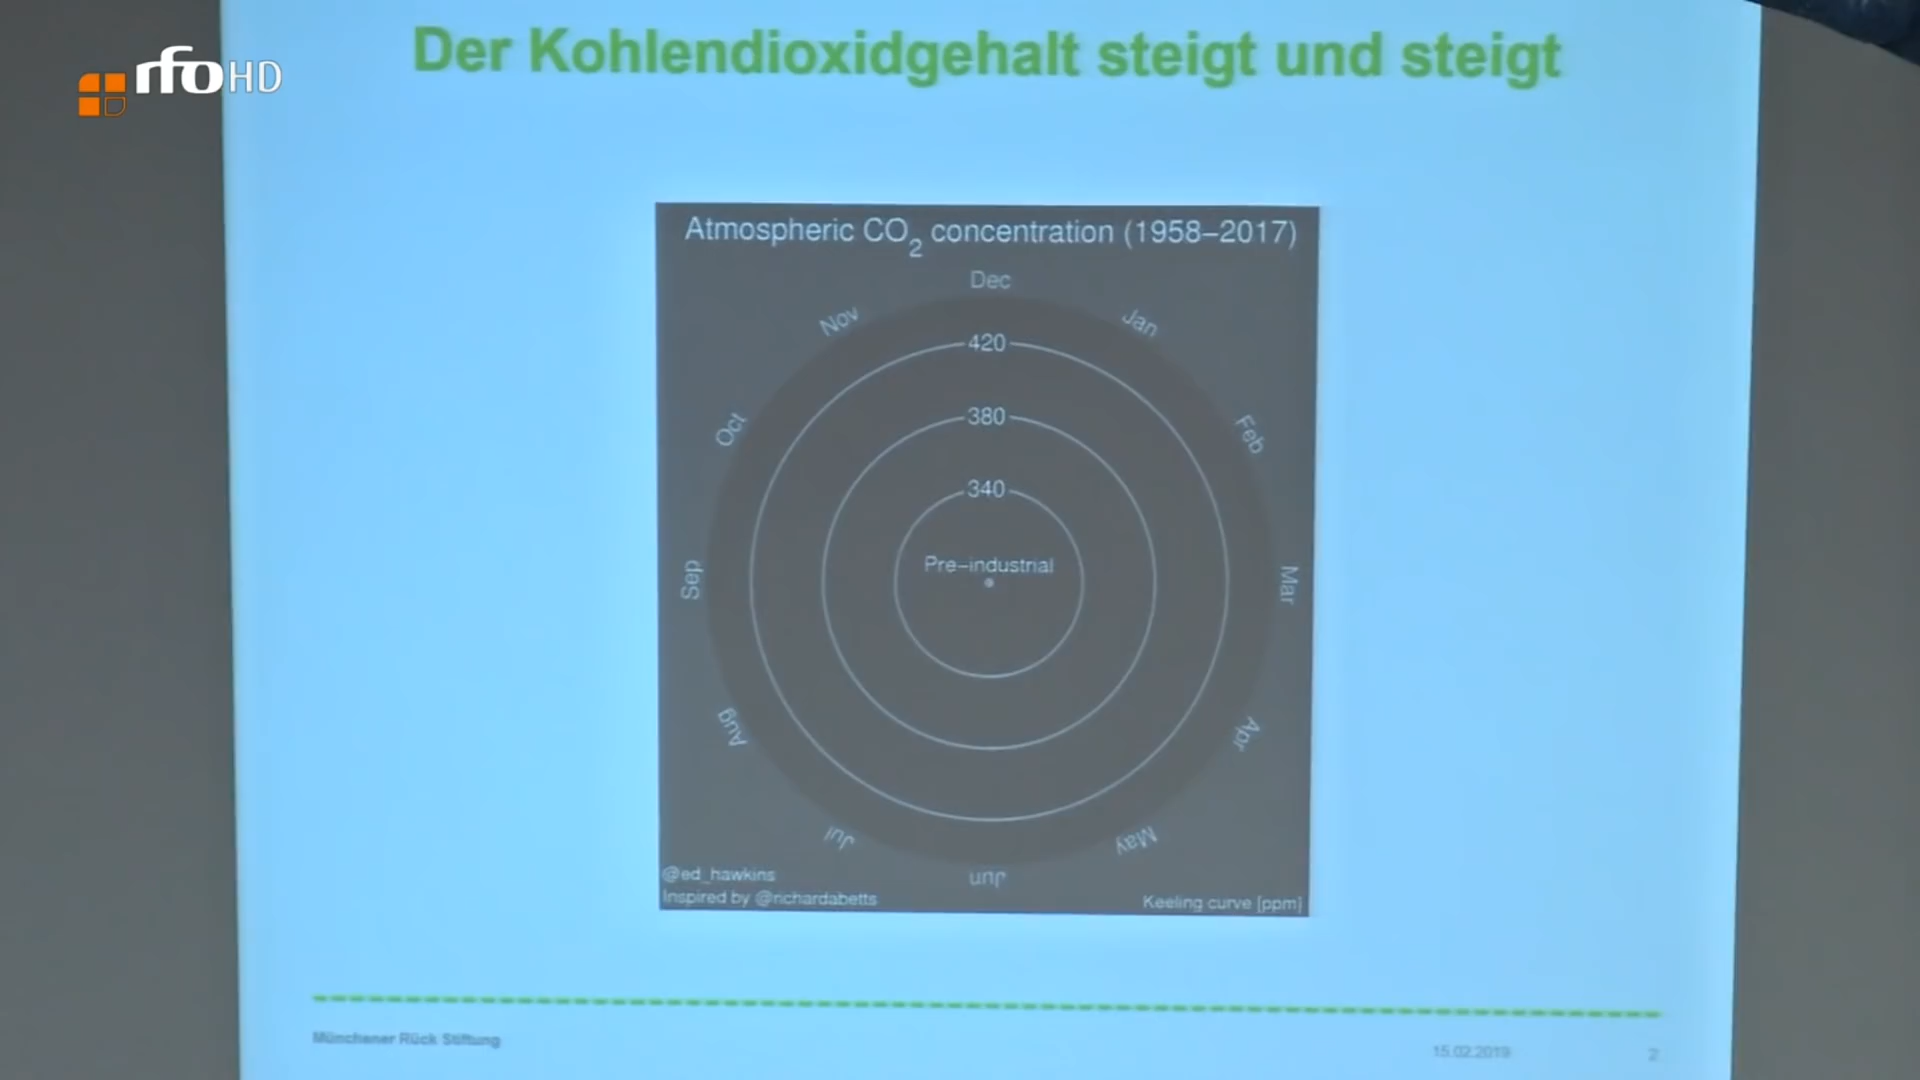 rfo HD
Der Kohlendioxidgehalt steigt und steigt
Atmospheric CO₂ concentration (1958–2017)
Dec
Jan
Feb
Mar
Apr
May
Jun
Jul
Aug
Sep
Oct
Nov
420
380
340
Pre–industrial
@ed_hawkins
Inspired by @richardabetts
Keeling curve [ppm]
Münchener Rück Stiftung
15.02.2019
2